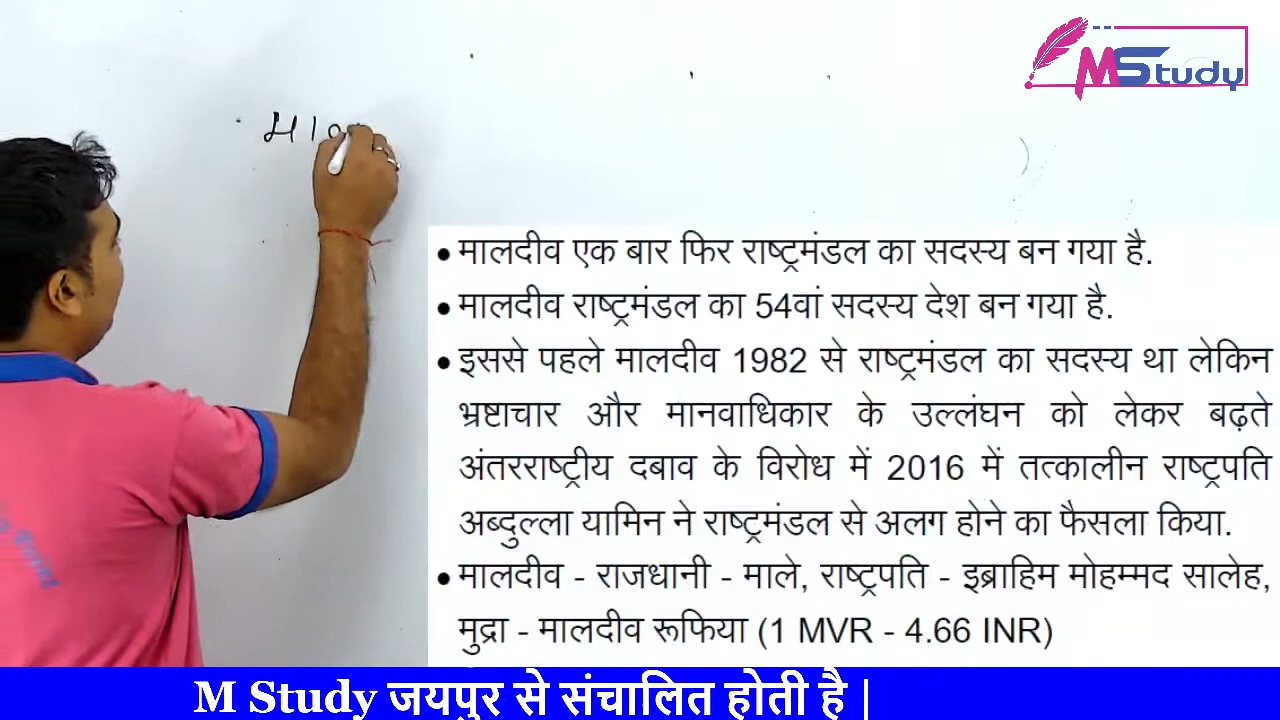 MStudy
• मालदीव एक बार फिर राष्ट्रमंडल का सदस्य बन गया है.
• मालदीव राष्ट्रमंडल का 54वां सदस्य देश बन गया है.
• इससे पहले मालदीव 1982 से राष्ट्रमंडल का सदस्य था लेकिन
भ्रष्टाचार और मानवाधिकार के उल्लंघन को लेकर बढ़ते
अंतरराष्ट्रीय दबाव के विरोध में 2016 में तत्कालीन राष्ट्रपति
अब्दुल्ला यामिन ने राष्ट्रमंडल से अलग होने का फैसला किया.
• मालदीव - राजधानी - माले, राष्ट्रपति - इब्राहिम मोहम्मद सालेह,
मुद्रा - मालदीव रूफिया (1 MVR - 4.66 INR)
M Study जयपुर से संचालित होती है |